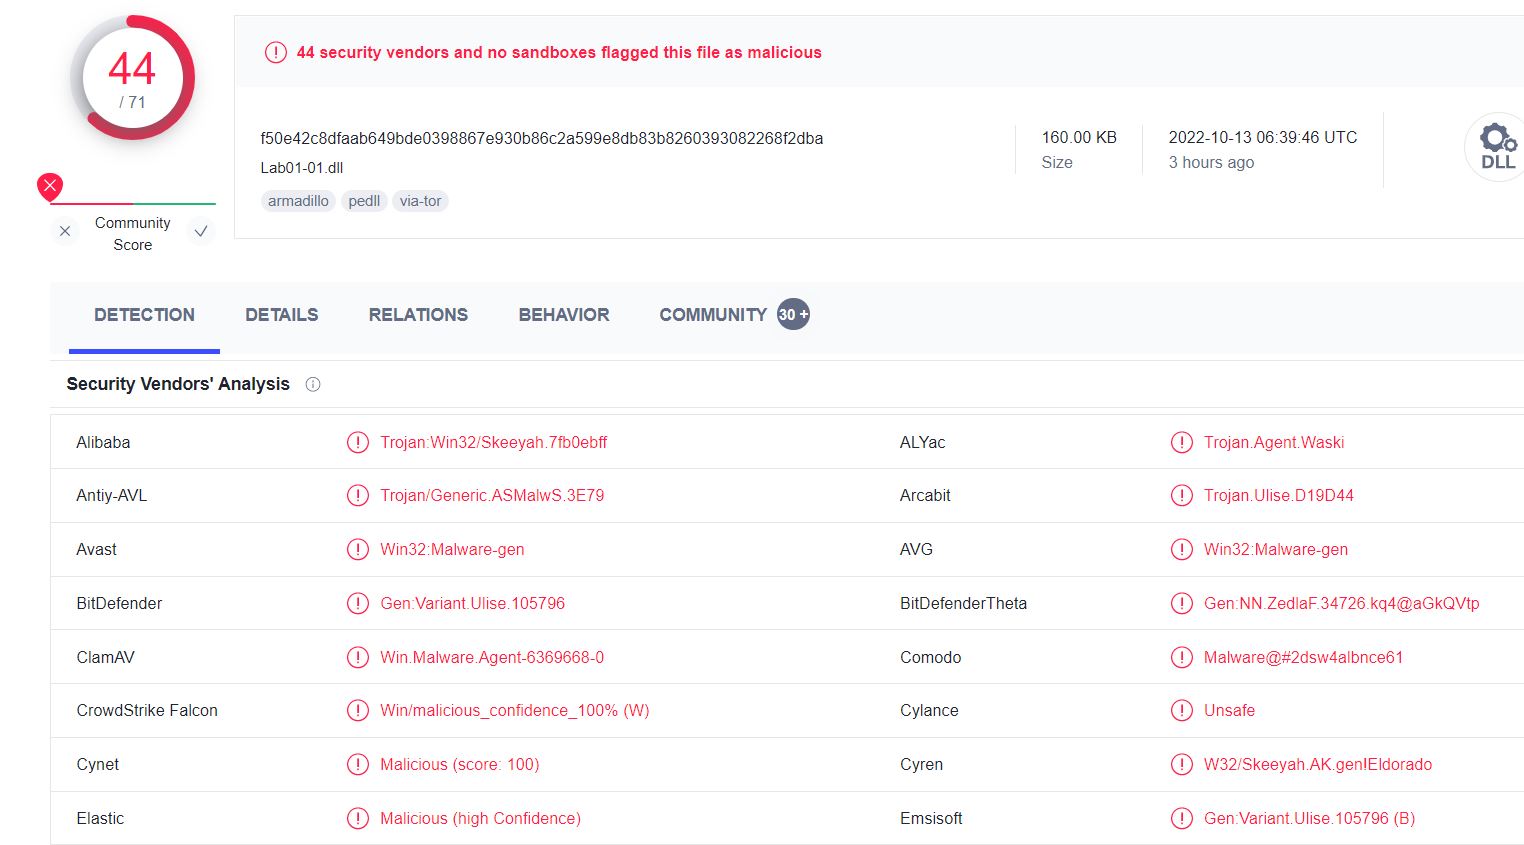 44
/ 71
Community
Score
44 security vendors and no sandboxes flagged this file as malicious
f50e42c8dfaab649bde0398867e930b86c2a599e8db83b8260393082268f2dba
Lab01-01.dll
armadillo pedll via-tor
160.00 KB
Size
2022-10-13 06:39:46 UTC
3 hours ago
DLL
DETECTION DETAILS RELATIONS BEHAVIOR COMMUNITY 30 +
Security Vendors' Analysis
Alibaba Trojan:Win32/Skeeyah.7fb0ebff ALYac Trojan.Agent.Waski
Antiy-AVL Trojan/Generic.ASMalwS.3E79 Arcabit Trojan.Ulise.D19D44
Avast Win32:Malware-gen AVG Win32:Malware-gen
BitDefender Gen:Variant.Ulise.105796 BitDefenderTheta Gen:NN.ZedlaF.34726.kq4@aGkQVtp
ClamAV Win.Malware.Agent-6369668-0 Comodo Malware@#2dsw4albnce61
CrowdStrike Falcon Win/malicious_confidence_100% (W) Cylance Unsafe
Cynet Malicious (score: 100) Cyren W32/Skeeyah.AK.gen!Eldorado
Elastic Malicious (high Confidence) Emsisoft Gen:Variant.Ulise.105796 (B)